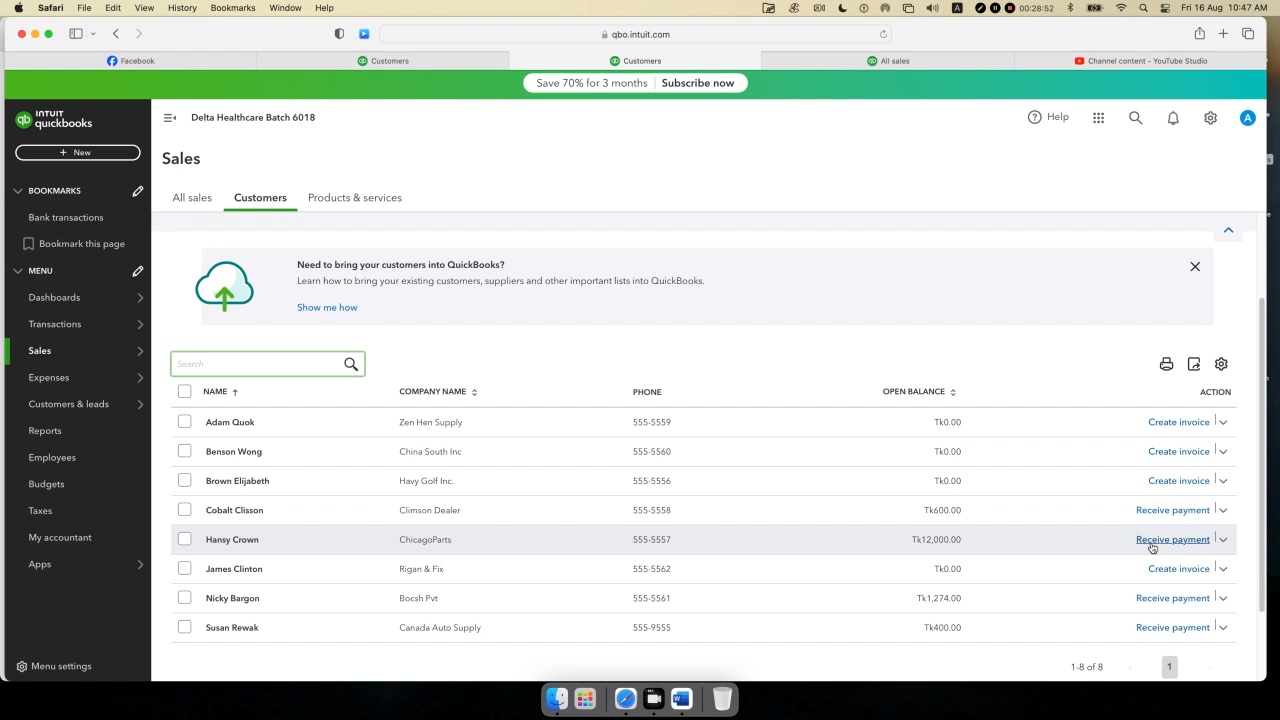 Safari File Edit View History Bookmarks Window Help 00:28:52 Fri 16 Aug 10:47 AM
qbo.intuit.com
Facebook Customers Customers All sales Channel content – YouTube Studio
Save 70% for 3 months Subscribe now
INTUIT
quickbooks
Delta Healthcare Batch 6018
Help
A
+ New
Sales
BOOKMARKS
All sales Customers Products & services
Bank transactions
Bookmark this page
MENU
Need to bring your customers into QuickBooks?
Learn how to bring your existing customers, suppliers and other important lists into QuickBooks.
Show me how
Dashboards
Transactions
Sales
Expenses
Customers & leads
Reports
Employees
Budgets
Taxes
My accountant
Apps
Menu settings
Search
NAME COMPANY NAME PHONE OPEN BALANCE ACTION
Adam Quok Zen Hen Supply 555-5559 Tk0.00 Create invoice
Benson Wong China South Inc 555-5560 Tk0.00 Create invoice
Brown Elijabeth Havy Golf Inc. 555-5556 Tk0.00 Create invoice
Cobalt Clisson Climson Dealer 555-5558 Tk600.00 Receive payment
Hansy Crown ChicagoParts 555-5557 Tk12,000.00 Receive payment
James Clinton Rigan & Fix 555-5562 Tk0.00 Create invoice
Nicky Bargon Bocsh Pvt 555-5561 Tk1,274.00 Receive payment
Susan Rewak Canada Auto Supply 555-9555 Tk400.00 Receive payment
1-8 of 8 1